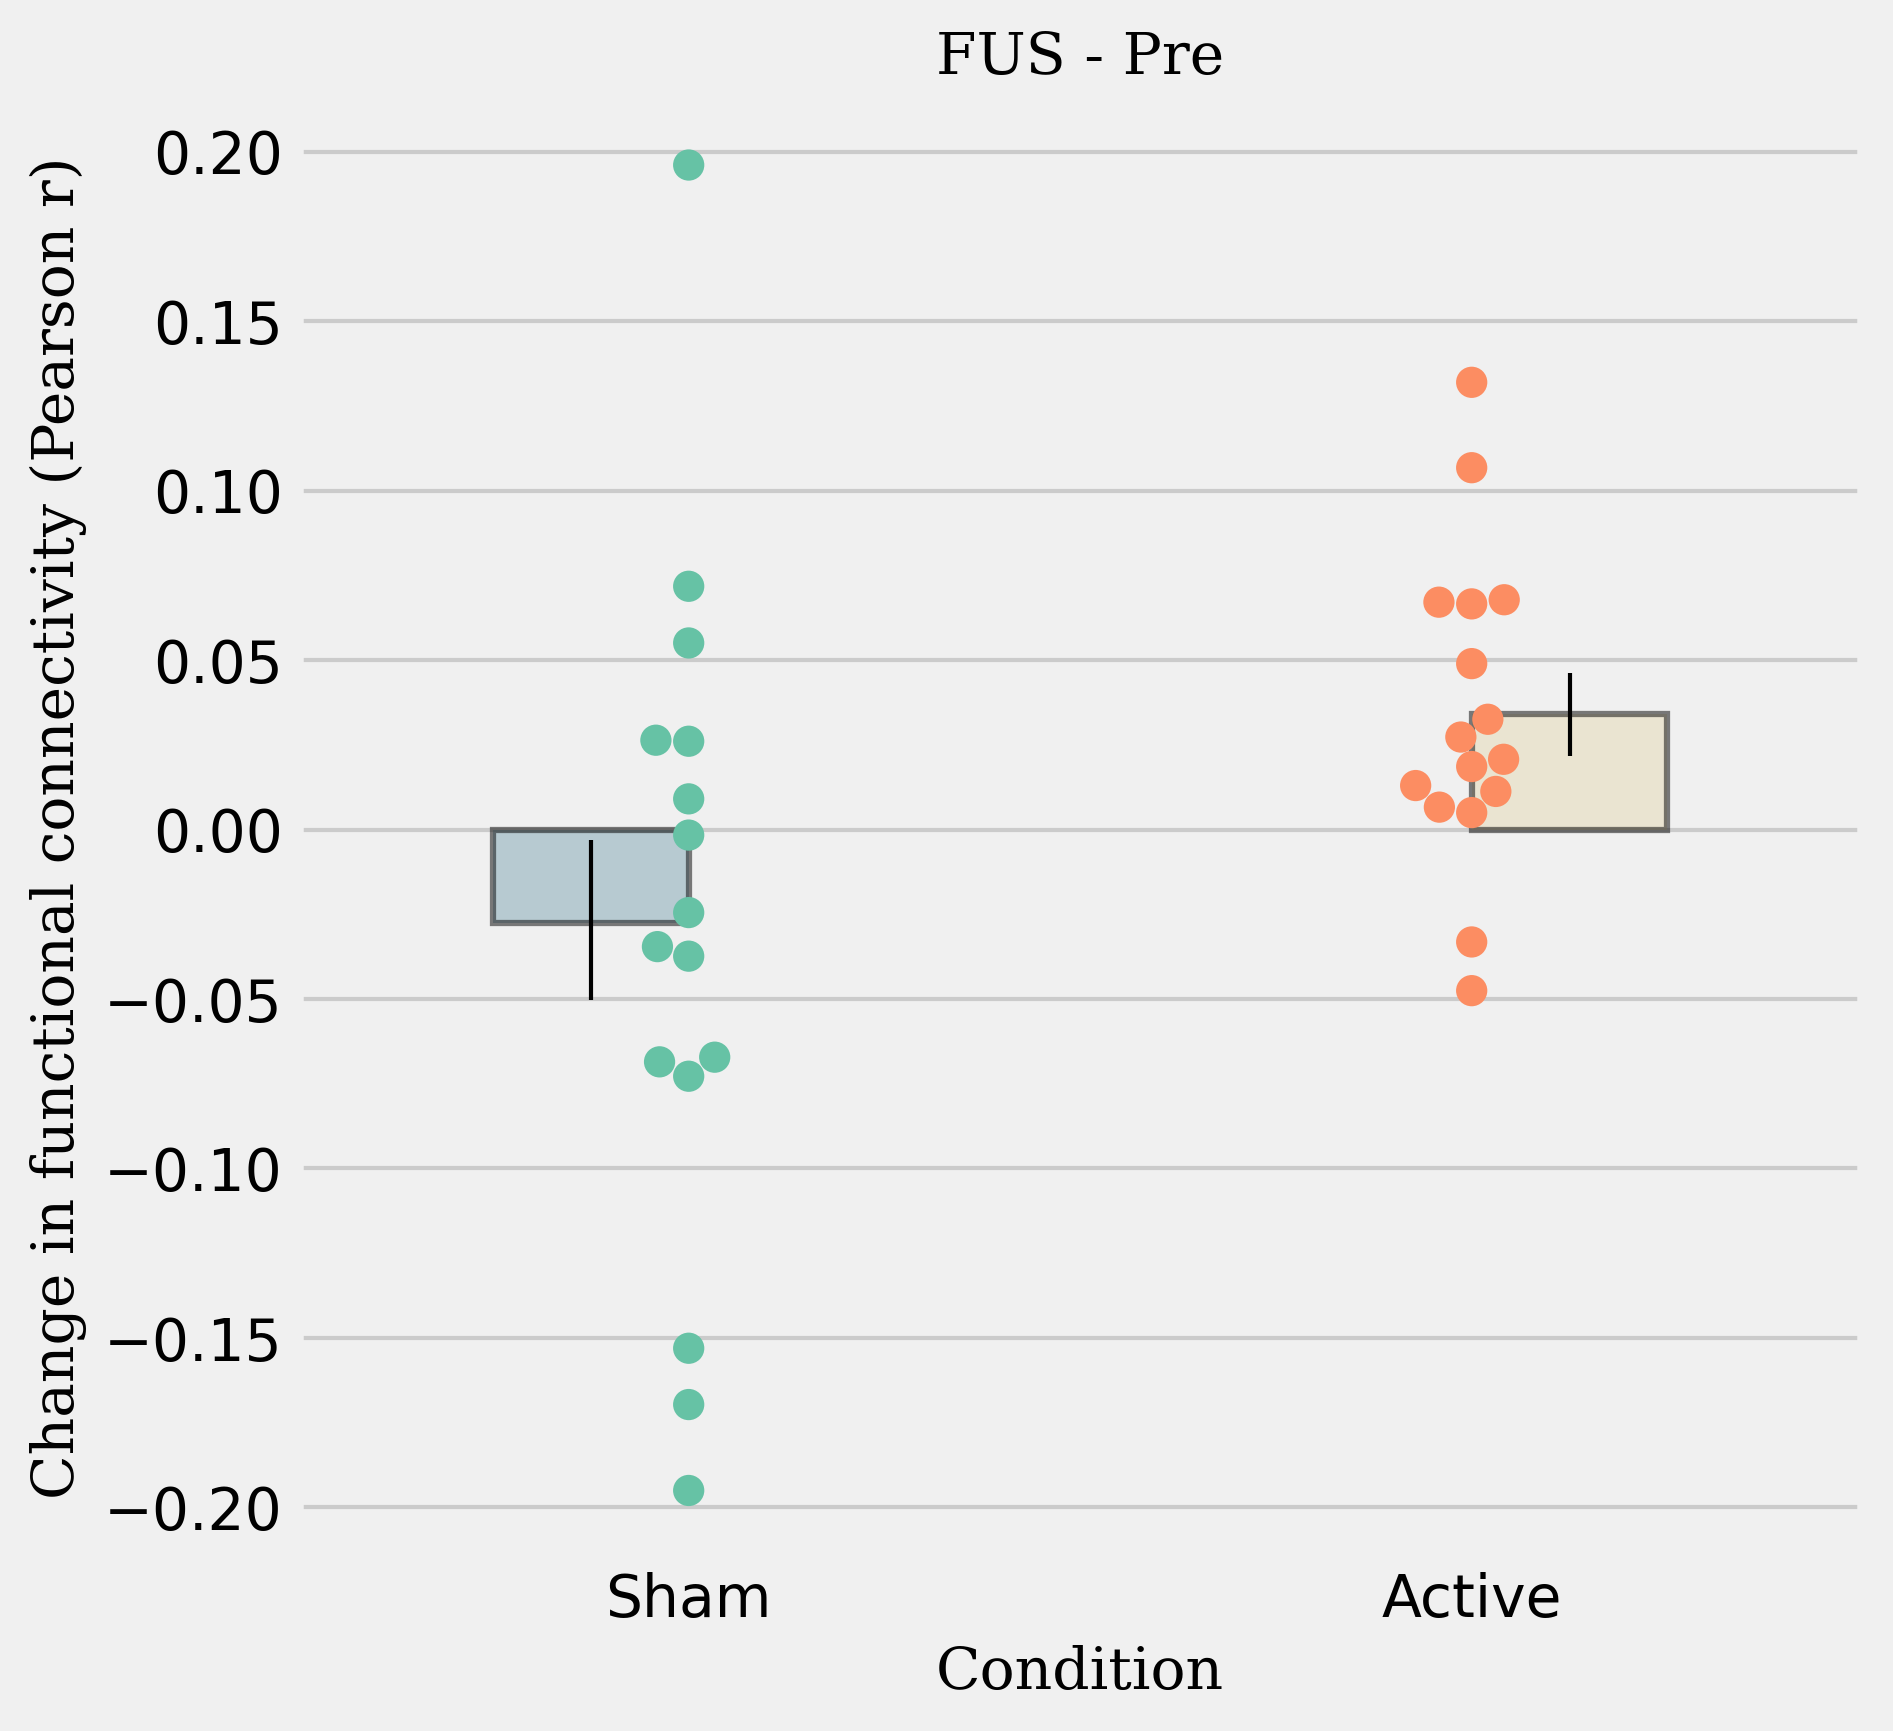 FUS - Pre
Change in functional connectivity (Pearson r)
0.20
0.15
0.10
0.05
0.00
−0.05
−0.10
−0.15
−0.20
Sham
Active
Condition